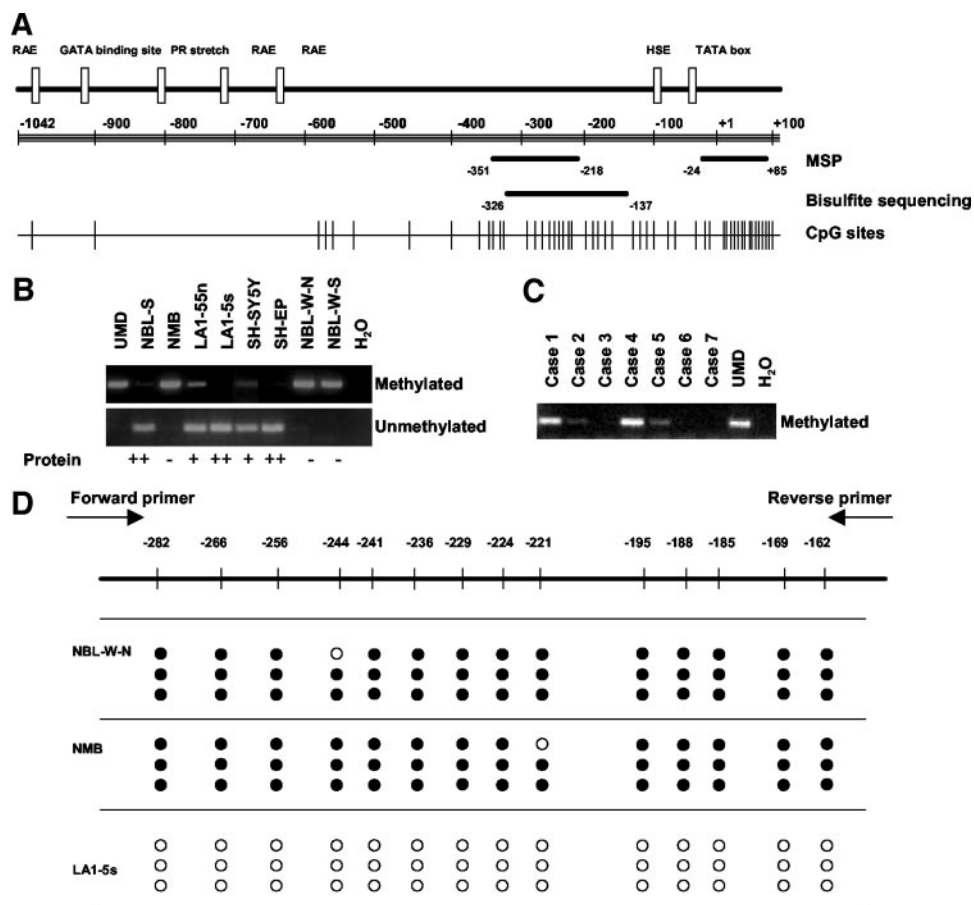 A
RAE GATA binding site PR stretch RAE RAE HSE TATA box
-1042 -900 -800 -700 -600 -500 -400 -300 -200 -100 +1 +100
MSP
-351 -218 -24 +85
Bisulfite sequencing
-326 -137
CpG sites
B
UMD NBL-S NMB LA1-55n LA1-5s SH-SY5Y SH-EP NBL-W-N NBL-W-S H2O
Methylated
Unmethylated
Protein ++ - + ++ + ++ - -
C
Case 1 Case 2 Case 3 Case 4 Case 5 Case 6 Case 7 UMD H2O
Methylated
D
Forward primer Reverse primer
-282 -266 -256 -244 -241 -236 -229 -224 -221 -195 -188 -185 -169 -162
NBL-W-N
NMB
LA1-5s